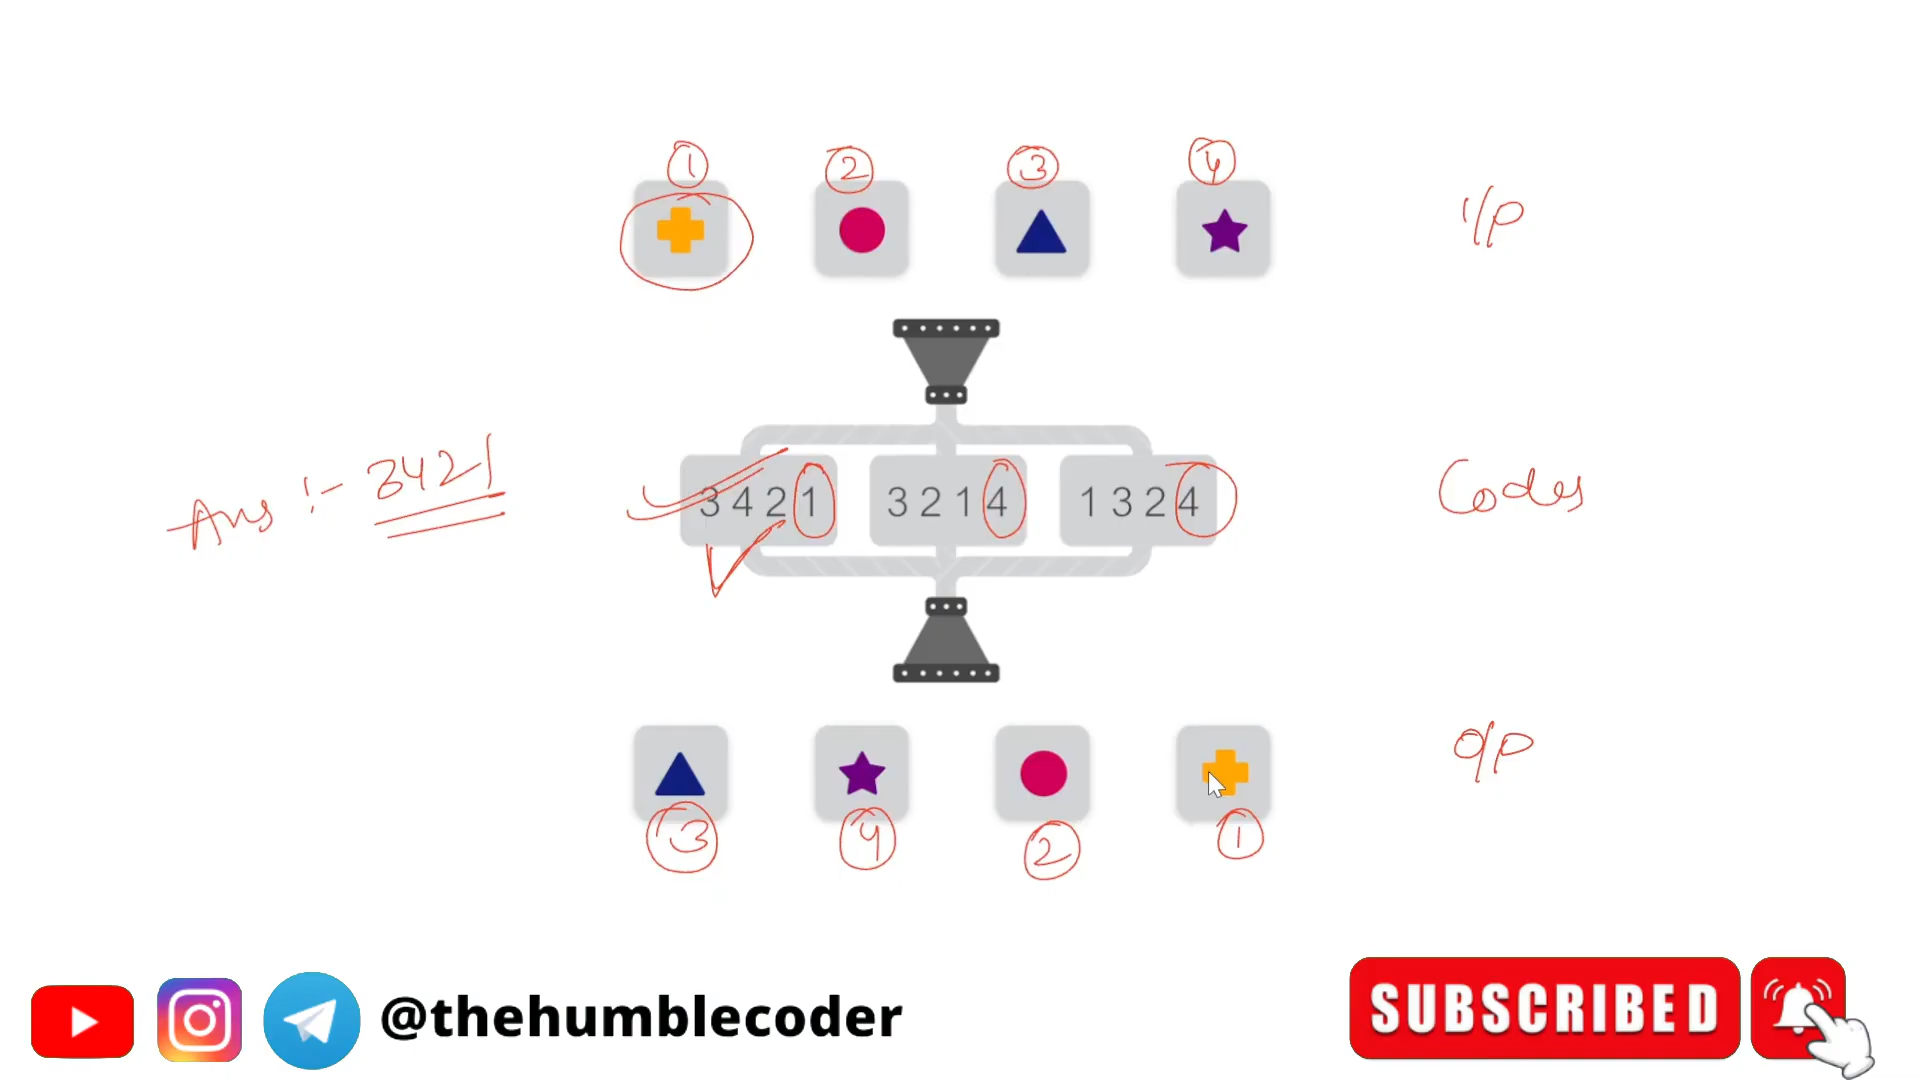 1 2 3 4
I/P
3 4 2 1 3 2 1 4 1 3 2 4
Ans :- 3421
Codes
O/P
3 4 2 1
@thehumblecoder
SUBSCRIBED